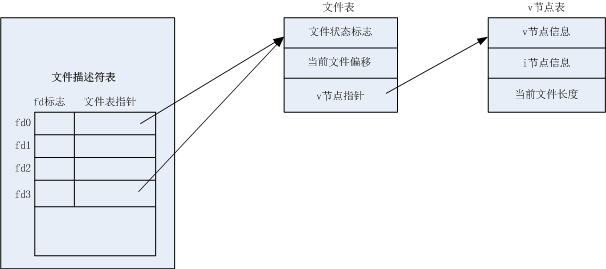 文件表
v节点表
文件状态标志
v节点信息
当前文件偏移
i节点信息
v节点指针
当前文件长度
文件描述符表
fd标志 文件表指针
fd0
fd1
fd2
fd3